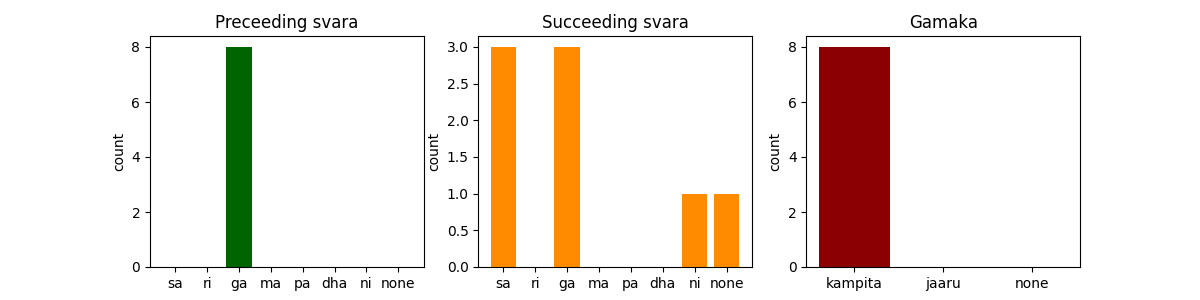 Preceeding svara
count
8
6
4
2
0
sa ri ga ma pa dha ni none
Succeeding svara
count
3.0
2.5
2.0
1.5
1.0
0.5
0.0
sa ri ga ma pa dha ni none
Gamaka
count
8
6
4
2
0
kampita jaaru none